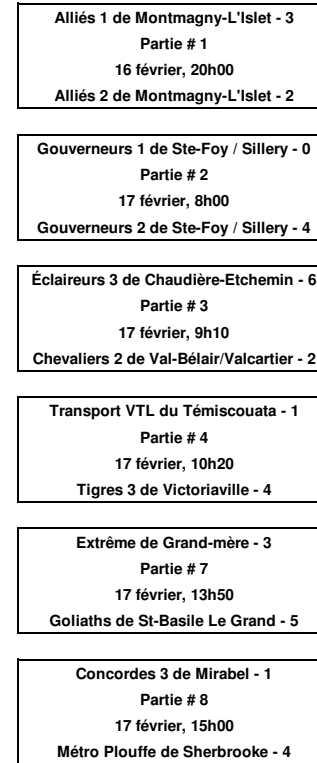 Alliés 1 de Montmagny-L'Islet - 3
Partie # 1
16 février, 20h00
Alliés 2 de Montmagny-L'Islet - 2
Gouverneurs 1 de Ste-Foy / Sillery - 0
Partie # 2
17 février, 8h00
Gouverneurs 2 de Ste-Foy / Sillery - 4
Éclaireurs 3 de Chaudière-Etchemin - 6
Partie # 3
17 février, 9h10
Chevaliers 2 de Val-Bélair/Valcartier - 2
Transport VTL du Témiscouata - 1
Partie # 4
17 février, 10h20
Tigres 3 de Victoriaville - 4
Extrême de Grand-mère - 3
Partie # 7
17 février, 13h50
Goliaths de St-Basile Le Grand - 5
Concordes 3 de Mirabel - 1
Partie # 8
17 février, 15h00
Métro Plouffe de Sherbrooke - 4